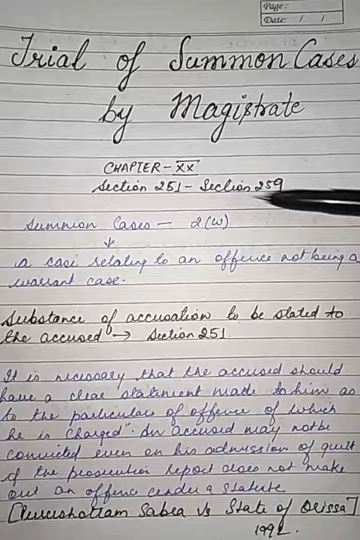 Page:
Date: / /
Trial of Summon Cases
by Magistrate
CHAPTER - XX
Section 251 - Section 259
Summon Cases - 2(w)
↓
a case relating to an offence not being a
warrant case.
Substance of accusation to be stated to
the accused → Section 251.
It is necessary that the accused should
have a clear statement made to him as
to the particulars of offence of which
he is charged". An accused may not be
convicted even on his admission of guilt
if the prosecution report does not make
out an offence under a statute
[Purushottam Sabra vs State of Orissa]
1992.